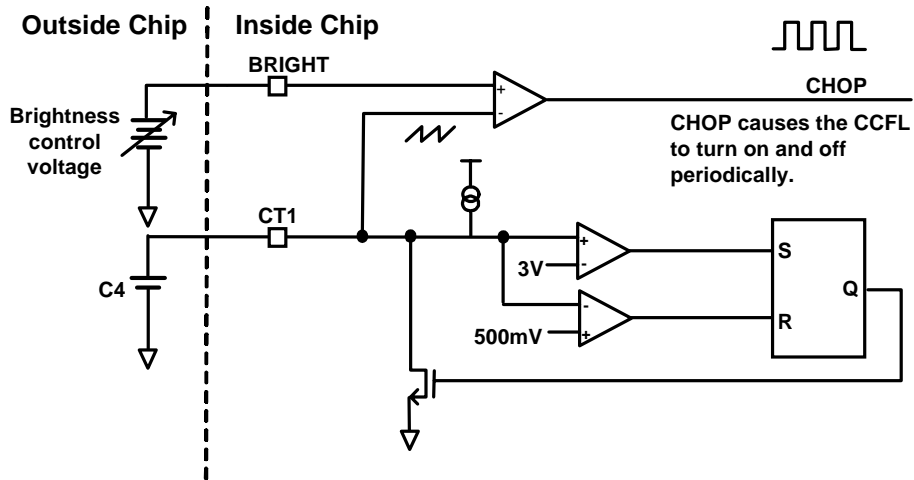 Outside Chip
Inside Chip
BRIGHT
+
-
CHOP
Brightness
control
voltage
CHOP causes the CCFL
to turn on and off
periodically.
CT1
C4
+
3V
-
S
Q
-
500mV
+
R